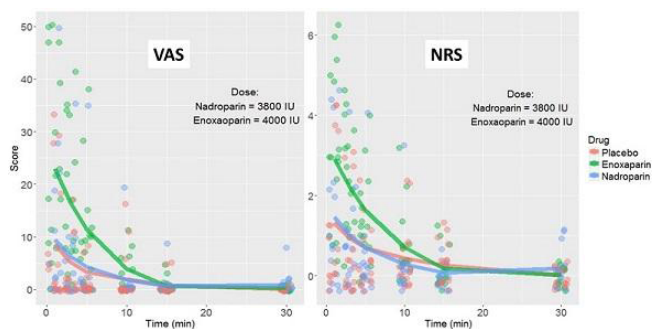 VAS
NRS
Dose:
Nadroparin = 3800 IU
Enoxaoparin = 4000 IU
Dose:
Nadroparin = 3800 IU
Enoxaparin = 4000 IU
Score
50
40
30
20
10
0
6
4
2
0
0
10
20
30
Time (min)
0
10
20
30
Time (min)
Drug
Placebo
Enoxaparin
Nadroparin